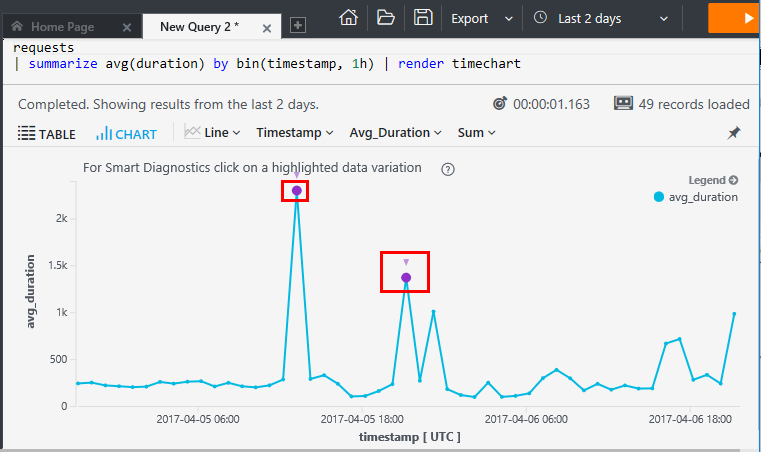 Home Page
New Query 2 *
Export
Last 2 days
requests
| summarize avg(duration) by bin(timestamp, 1h) | render timechart
Completed. Showing results from the last 2 days.
00:00:01.163
49 records loaded
TABLE
CHART
Line
Timestamp
Avg_Duration
Sum
For Smart Diagnostics click on a highlighted data variation
?
Legend
avg_duration
2k
1.5k
1k
500
0
avg_duration
2017-04-05 06:00
2017-04-05 18:00
2017-04-06 06:00
2017-04-06 18:00
timestamp [ UTC ]